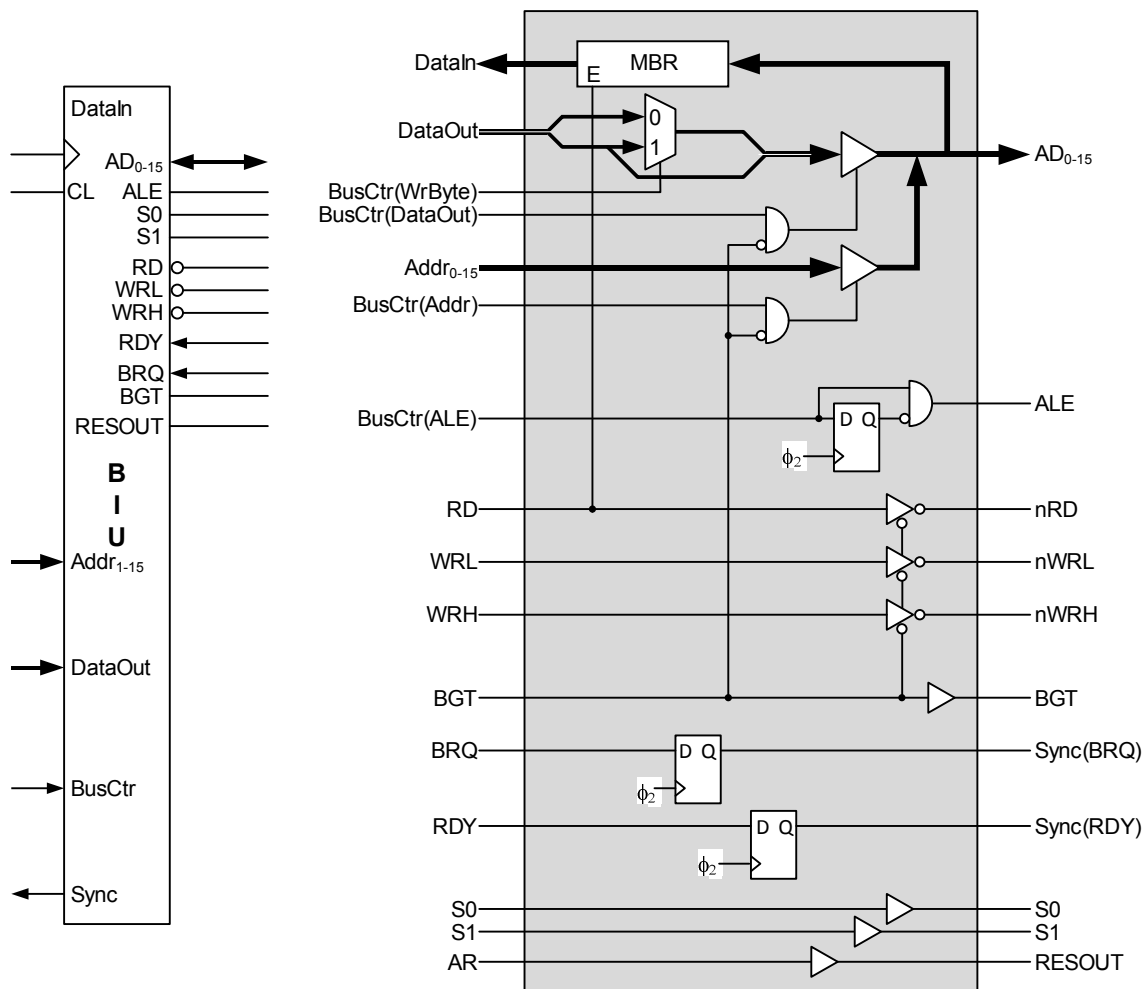 DataIn
AD0-15
CL
ALE
S0
S1
RD
WRL
WRH
RDY
BRQ
BGT
RESOUT
B
I
U
Addr1-15
DataOut
BusCtr
Sync
DataIn
MBR
E
DataOut
0
1
AD0-15
BusCtr(WrByte)
BusCtr(DataOut)
Addr0-15
BusCtr(Addr)
BusCtr(ALE)
D Q
ϕ2
ALE
RD
nRD
WRL
nWRL
WRH
nWRH
BGT
BGT
BRQ
D Q
ϕ2
Sync(BRQ)
RDY
D Q
ϕ2
Sync(RDY)
S0
S0
S1
S1
AR
RESOUT